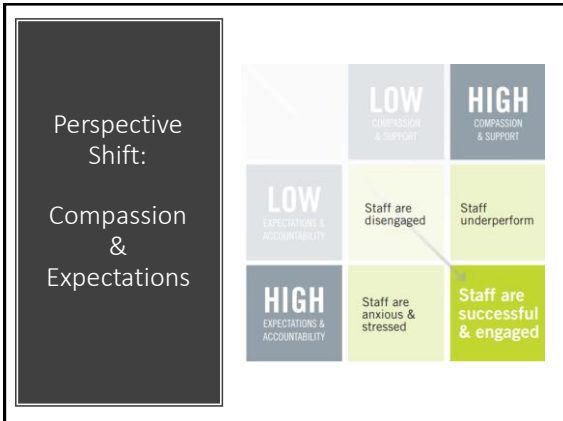 Perspective
Shift:
Compassion
&
Expectations
LOW
COMPASSION
& SUPPORT
HIGH
COMPASSION
& SUPPORT
LOW
EXPECTATIONS &
ACCOUNTABILITY
Staff are
disengaged
Staff
underperform
HIGH
EXPECTATIONS &
ACCOUNTABILITY
Staff are
anxious &
stressed
Staff are
successful
& engaged